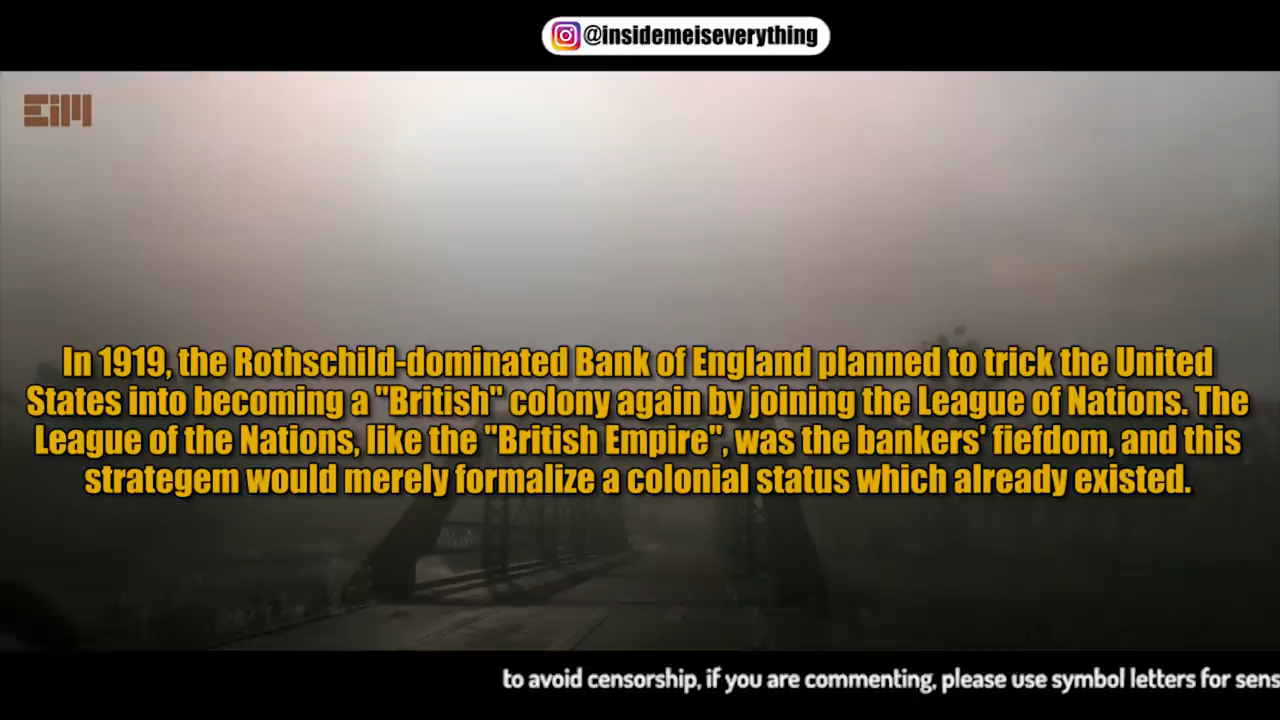 @insidemeiseverything
EiM
In 1919, the Rothschild-dominated Bank of England planned to trick the United
States into becoming a "British" colony again by joining the League of Nations. The
League of the Nations, like the "British Empire", was the bankers' fiefdom, and this
strategem would merely formalize a colonial status which already existed.
to avoid censorship, if you are commenting, please use symbol letters for sens